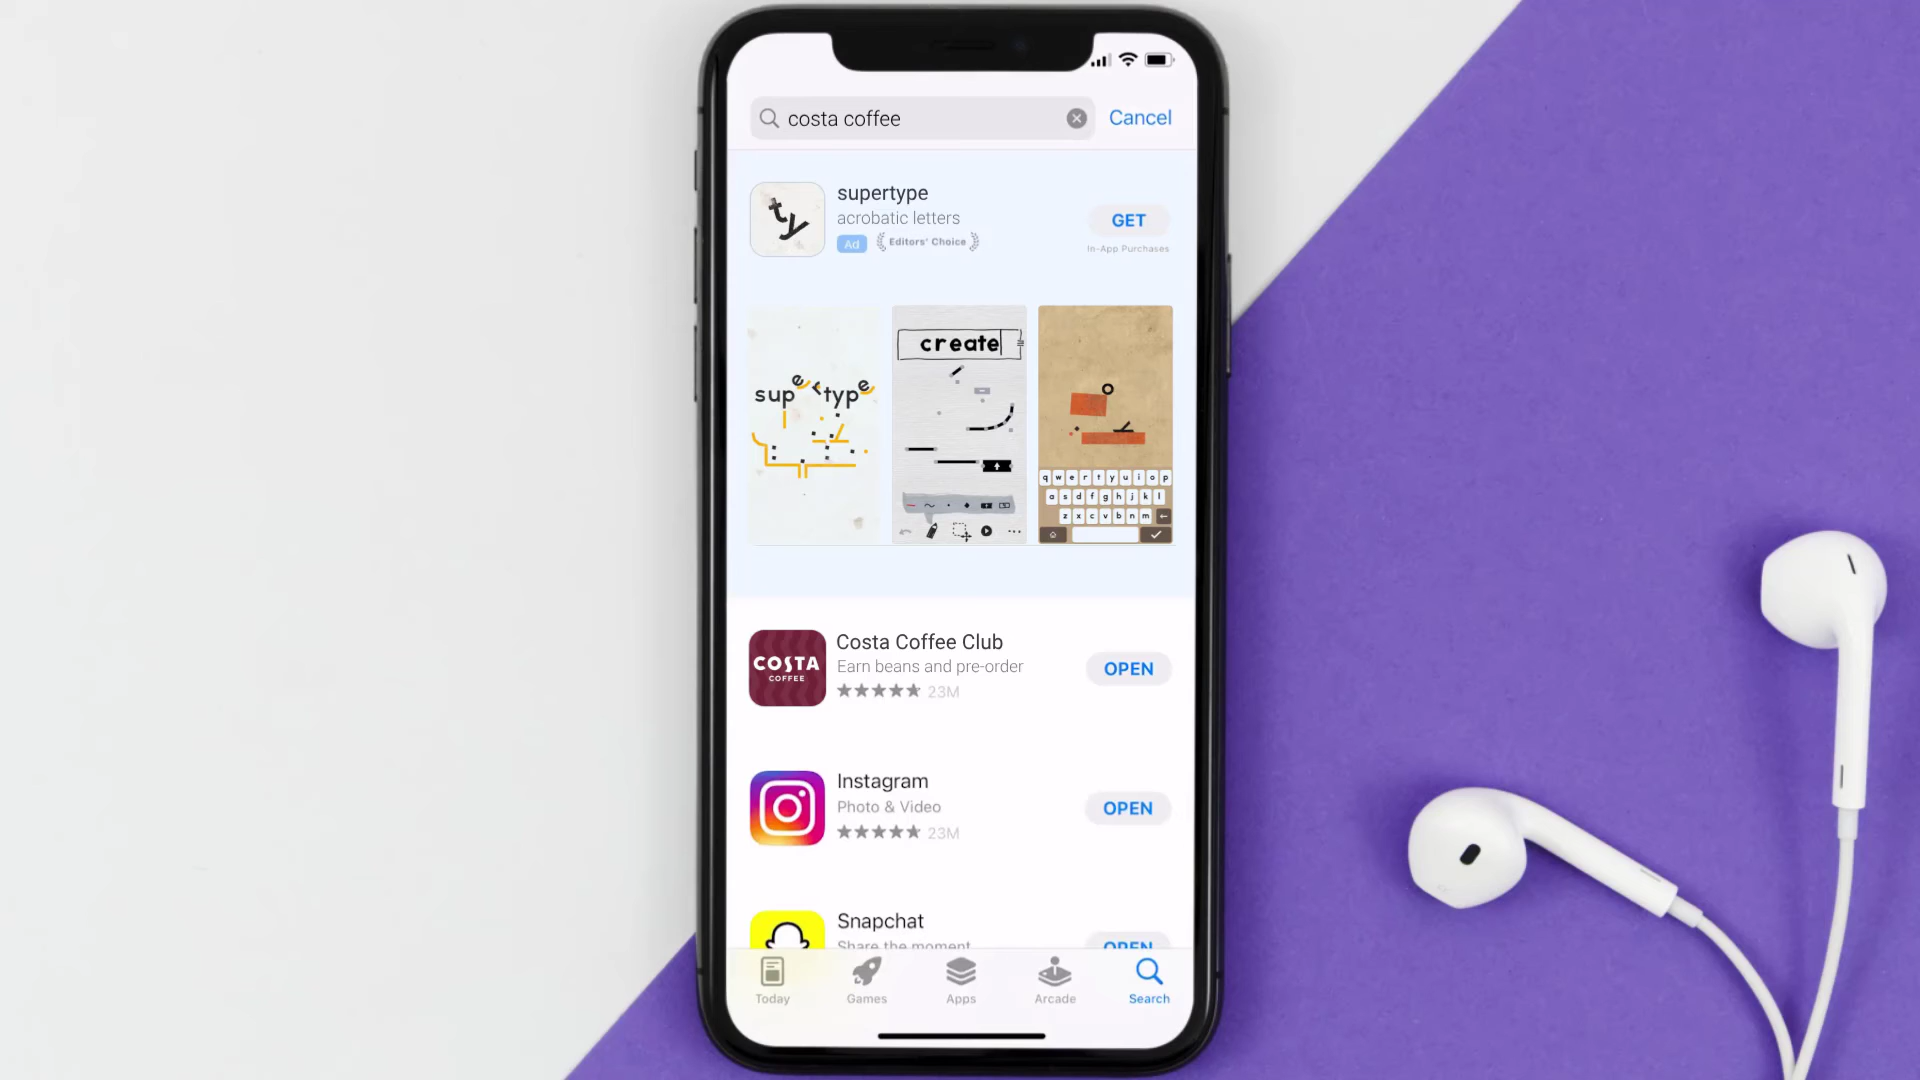 costa coffee
Cancel
supertype
acrobatic letters
Ad
Editors' Choice
GET
In-App Purchases
supertype
create
q w e r t y u i o p
a s d f g h j k l
z x c v b n m
COSTA
COFFEE
Costa Coffee Club
Earn beans and pre-order
23M
OPEN
Instagram
Photo & Video
23M
OPEN
Snapchat
Share the moment
OPEN
Today
Games
Apps
Arcade
Search